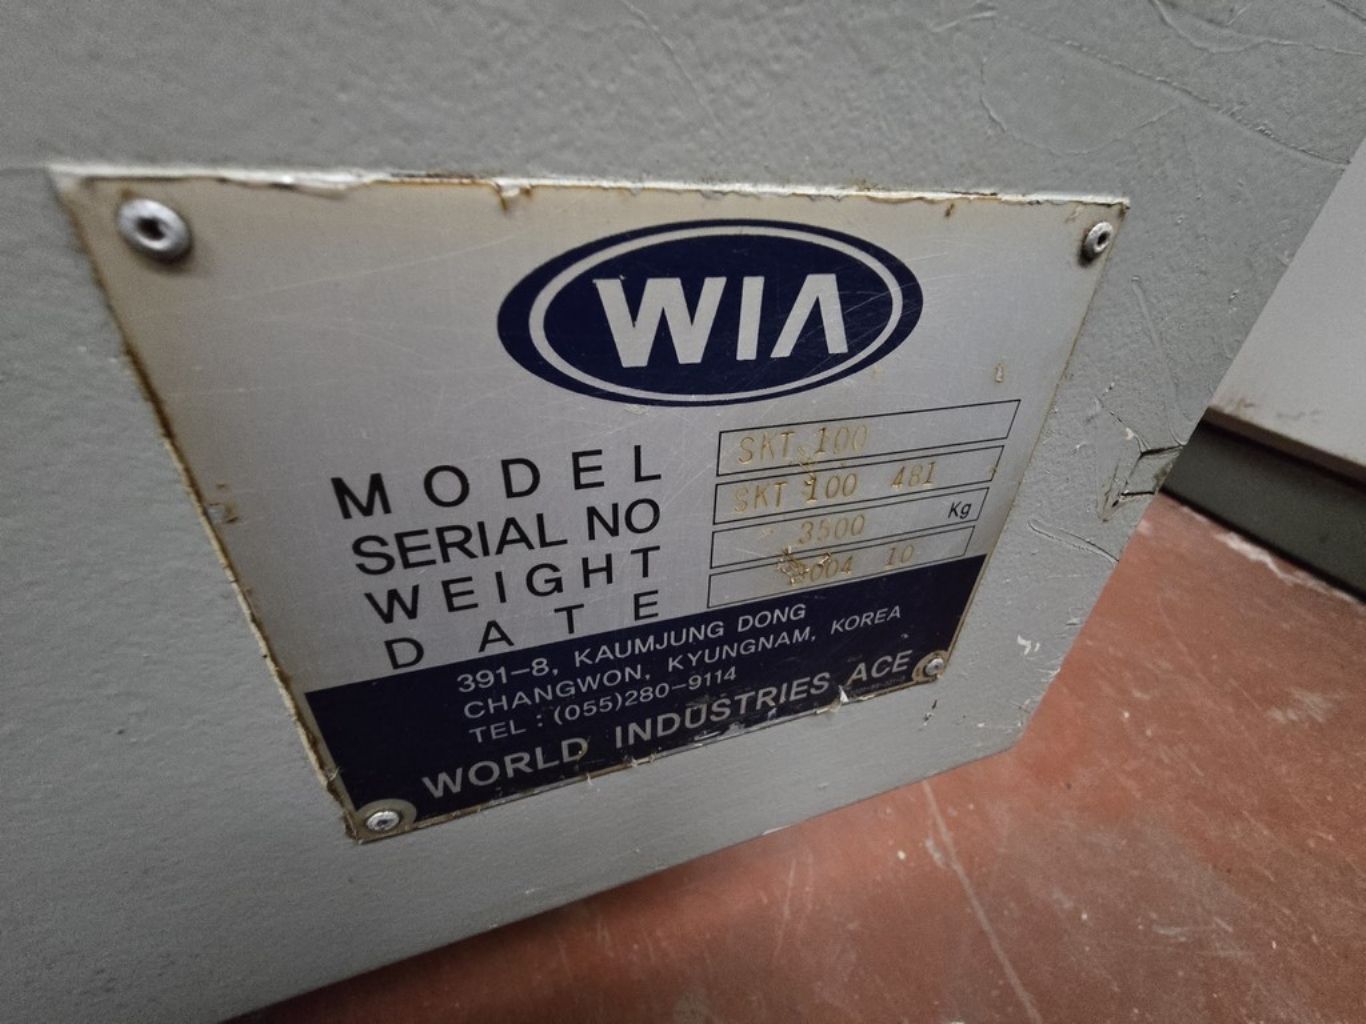 WIA
MODEL SKT 100
SERIAL NO SKT 100 481
WEIGHT 3500 Kg
DATE 2004 10
391-8, KAUMJUNG DONG
CHANGWON, KYUNGNAM, KOREA
TEL : (055)280-9114
WORLD INDUSTRIES ACE